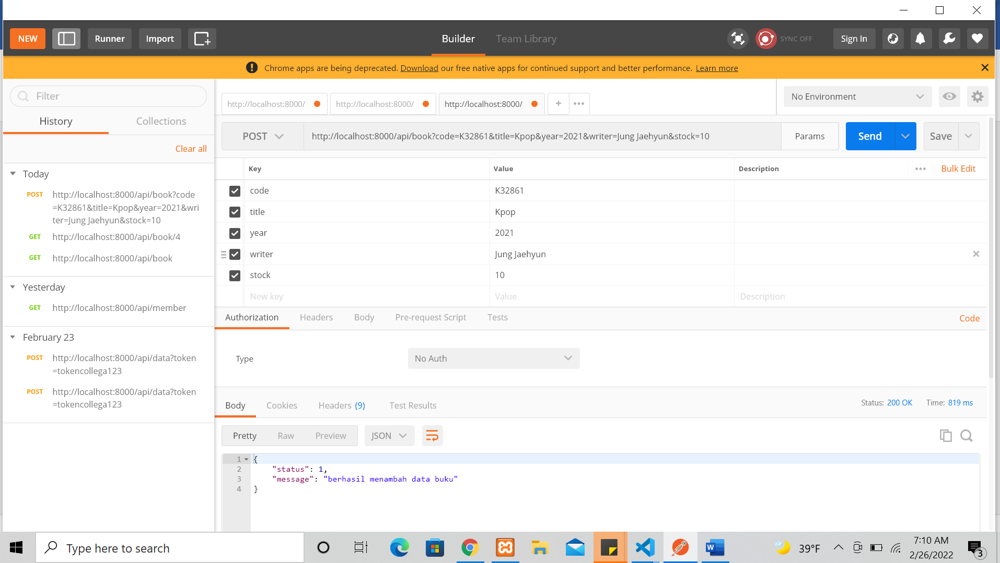 NEW
Runner
Import
Builder
Team Library
SYNC OFF
Sign In
Chrome apps are being deprecated. Download our free native apps for continued support and better performance. Learn more
Filter
History
Collections
Clear all
Today
POST http://localhost:8000/api/book?code
=K32861&title=Kpop&year=2021&wri
ter=Jung Jaehyun&stock=10
GET http://localhost:8000/api/book/4
GET http://localhost:8000/api/book
Yesterday
GET http://localhost:8000/api/member
February 23
POST http://localhost:8000/api/data?token
=tokencollega123
POST http://localhost:8000/api/data?token
=tokencollega123
http://localhost:8000/
http://localhost:8000/
http://localhost:8000/
No Environment
POST
http://localhost:8000/api/book?code=K32861&title=Kpop&year=2021&writer=Jung Jaehyun&stock=10
Params
Send
Save
Key Value Description
Bulk Edit
code K32861
title Kpop
year 2021
writer Jung Jaehyun
stock 10
New key Value Description
Authorization Headers Body Pre-request Script Tests
Code
Type
No Auth
Body Cookies Headers (9) Test Results
Status: 200 OK Time: 819 ms
Pretty Raw Preview
JSON
1 {
2 "status": 1,
3 "message": "berhasil menambah data buku"
4 }
Type here to search
W
39°F
7:10 AM
2/26/2022
3